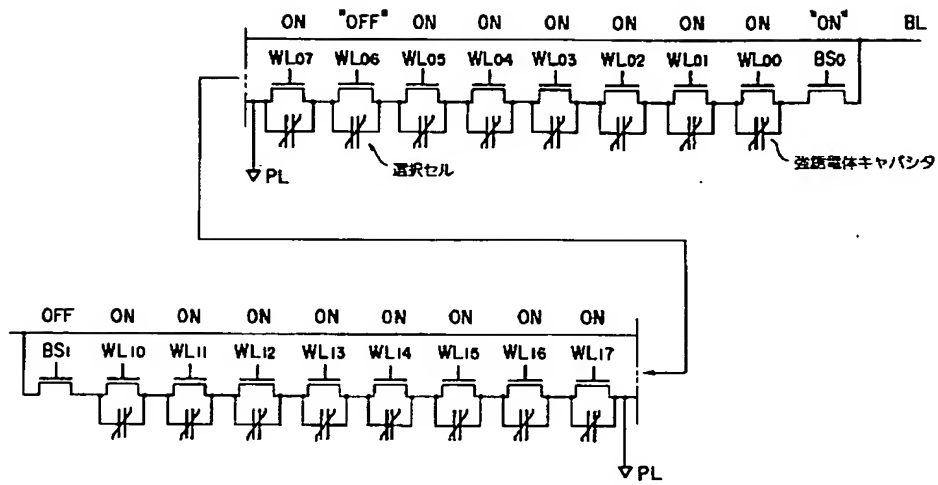 ON "OFF" ON ON ON ON ON ON "ON" BL
WL07 WL06 WL05 WL04 WL03 WL02 WL01 WL00 BS0
選択セル
強誘電体キャパシタ
PL
OFF ON ON ON ON ON ON ON ON
BS1 WL10 WL11 WL12 WL13 WL14 WL15 WL16 WL17
PL